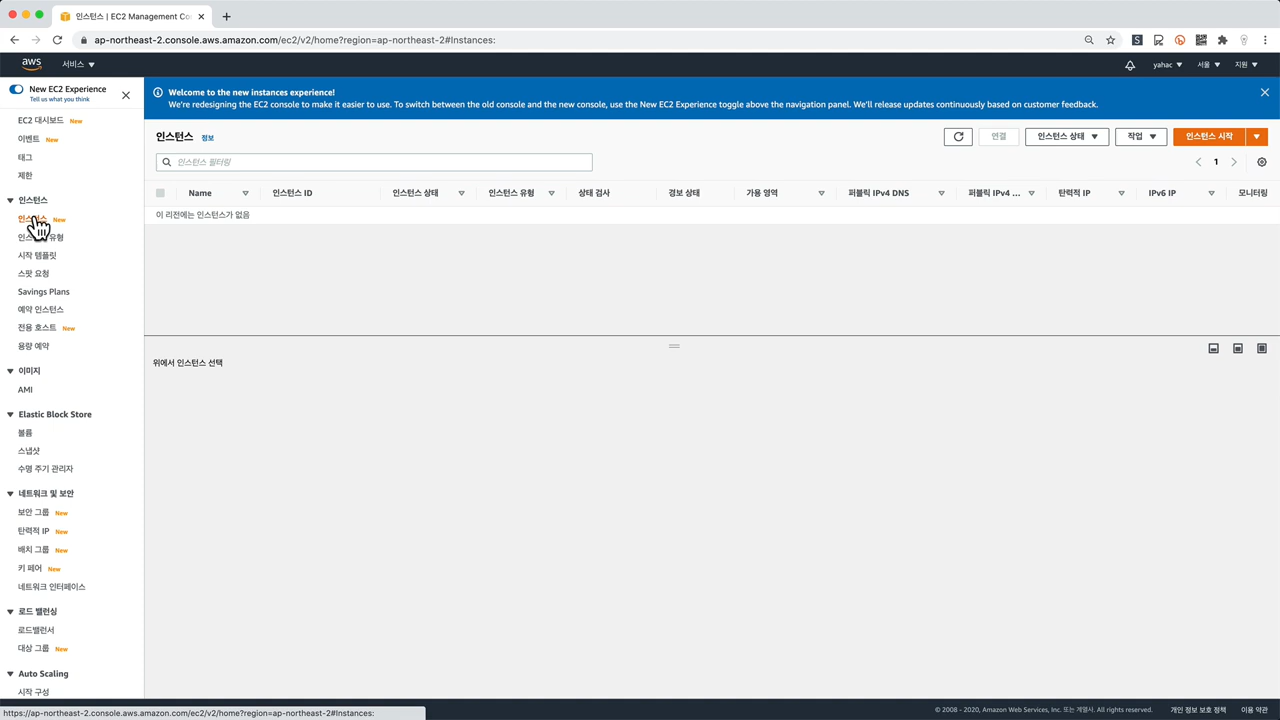 인스턴스 | EC2 Management Co
ap-northeast-2.console.aws.amazon.com/ec2/v2/home?region=ap-northeast-2#Instances:
aws 서비스 yahac 서울 지원
New EC2 Experience
Tell us what you think
Welcome to the new instances experience!
We're redesigning the EC2 console to make it easier to use. To switch between the old console and the new console, use the New EC2 Experience toggle above the navigation panel. We'll release updates continuously based on customer feedback.
EC2 대시보드 New
이벤트 New
태그
제한
인스턴스
인스턴스 New
인스턴스 유형
시작 템플릿
스팟 요청
Savings Plans
예약 인스턴스
전용 호스트 New
용량 예약
이미지
AMI
Elastic Block Store
볼륨
스냅샷
수명 주기 관리자
네트워크 및 보안
보안 그룹 New
탄력적 IP New
배치 그룹 New
키 페어 New
네트워크 인터페이스
로드 밸런싱
로드밸런서
대상 그룹 New
Auto Scaling
시작 구성
인스턴스 정보
연결 인스턴스 상태 작업 인스턴스 시작
인스턴스 필터링
1
Name 인스턴스 ID 인스턴스 상태 인스턴스 유형 상태 검사 경보 상태 가용 영역 퍼블릭 IPv4 DNS 퍼블릭 IPv4 ... 탄력적 IP IPv6 IP 모니터링
이 리전에는 인스턴스가 없음
위에서 인스턴스 선택
https://ap-northeast-2.console.aws.amazon.com/ec2/v2/home?region=ap-northeast-2#Instances:
© 2008 - 2020, Amazon Web Services, Inc. 또는 계열사. All rights reserved. 개인 정보 보호 정책 이용 약관